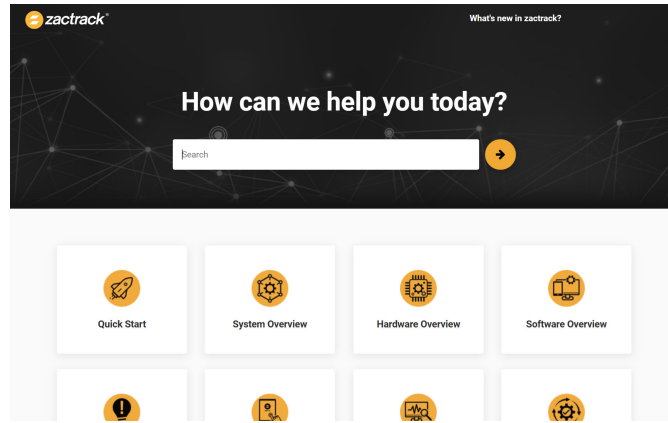 zactrack®
What's new in zactrack?
How can we help you today?
Search
Quick Start
System Overview
Hardware Overview
Software Overview